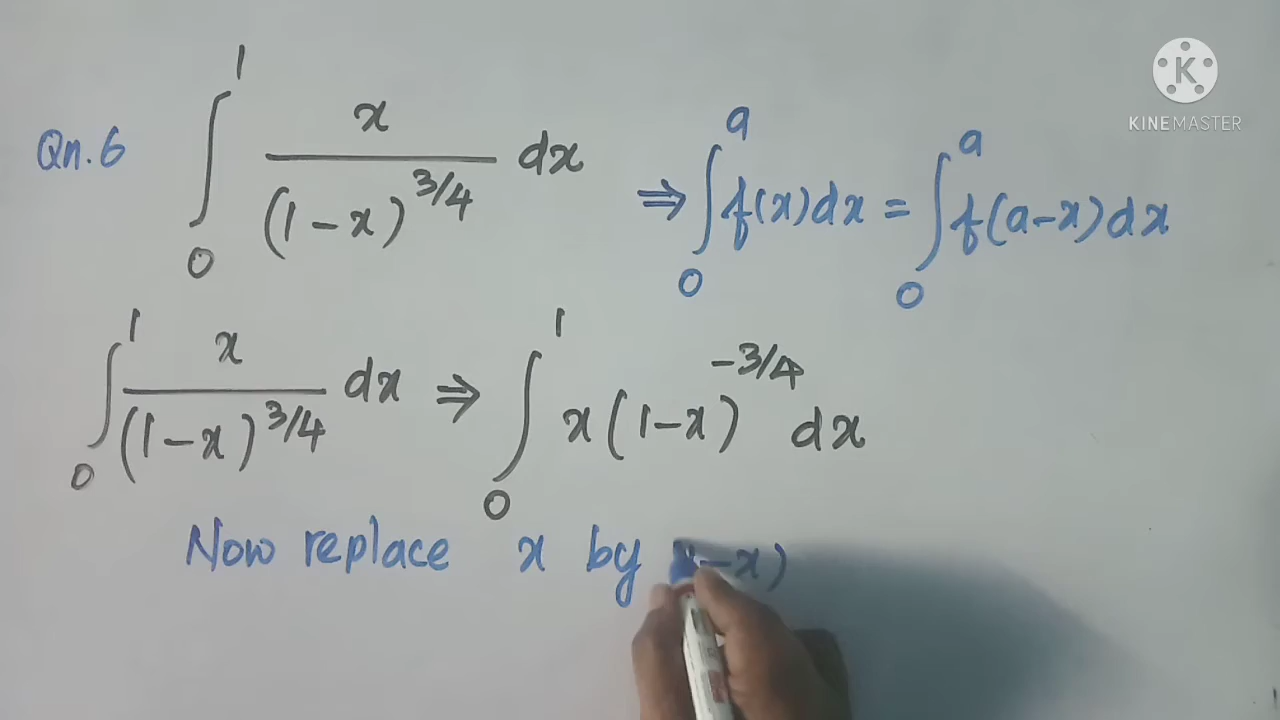 Qn.6 ∫₀¹ x/(1-x)^(3/4) dx ⇒ ∫₀ᵃ f(x)dx = ∫₀ᵃ f(a-x)dx
∫₀¹ x/(1-x)^(3/4) dx ⇒ ∫₀¹ x(1-x)^(-3/4) dx
Now replace x by -x)
KINEMASTER